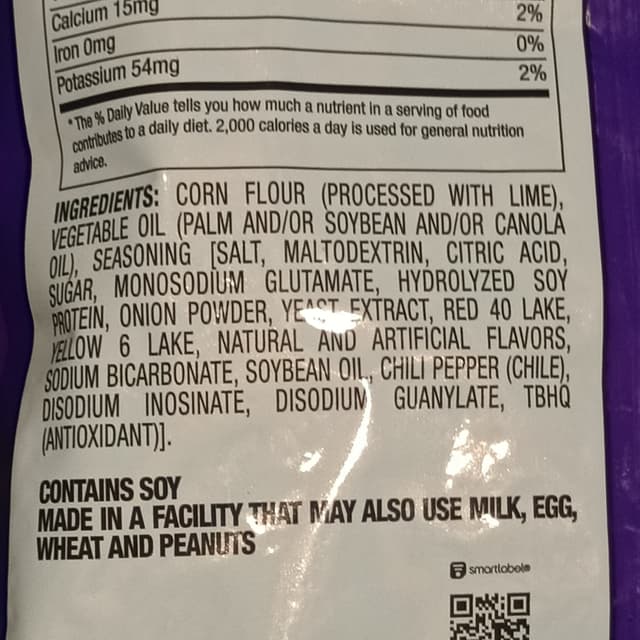 Calcium 15mg 2%
Iron 0mg 0%
Potassium 54mg 2%
*The % Daily Value tells you how much a nutrient in a serving of food
contributes to a daily diet. 2,000 calories a day is used for general nutrition
advice.
INGREDIENTS: CORN FLOUR (PROCESSED WITH LIME),
VEGETABLE OIL (PALM AND/OR SOYBEAN AND/OR CANOLA
OIL), SEASONING [SALT, MALTODEXTRIN, CITRIC ACID,
SUGAR, MONOSODIUM GLUTAMATE, HYDROLYZED SOY
PROTEIN, ONION POWDER, YEAST EXTRACT, RED 40 LAKE,
YELLOW 6 LAKE, NATURAL AND ARTIFICIAL FLAVORS,
SODIUM BICARBONATE, SOYBEAN OIL, CHILI PEPPER (CHILE),
DISODIUM INOSINATE, DISODIUM GUANYLATE, TBHQ
(ANTIOXIDANT)].
CONTAINS SOY
MADE IN A FACILITY THAT MAY ALSO USE MILK, EGG,
WHEAT AND PEANUTS
smartlabel®